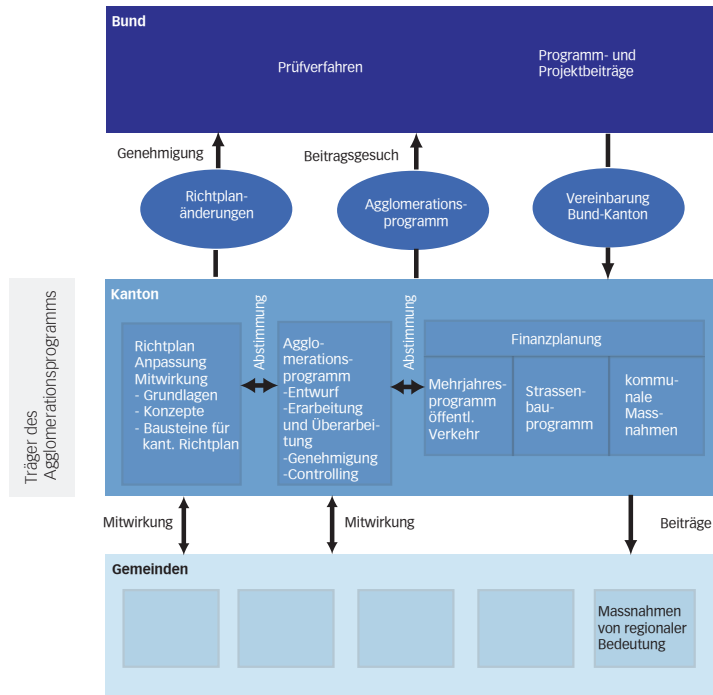 Bund
Prüfverfahren
Programm- und
Projektbeiträge
Genehmigung
Beitragsgesuch
Richtplan-
änderungen
Agglomerations-
programm
Vereinbarung
Bund-Kanton
Träger des
Agglomerationsprogramms
Kanton
Richtplan
Anpassung
Mitwirkung
- Grundlagen
- Konzepte
- Bausteine für
kant. Richtplan
Abstimmung
Agglo-
merations-
programm
-Entwurf
-Erarbeitung
und Überarbei-
tung
-Genehmigung
-Controlling
Abstimmung
Finanzplanung
Mehrjahres-
programm
öffentl.
Verkehr
Strassen-
bau-
programm
kommu-
nale
Mass-
nahmen
Mitwirkung
Mitwirkung
Beiträge
Gemeinden
Massnahmen
von regionaler
Bedeutung